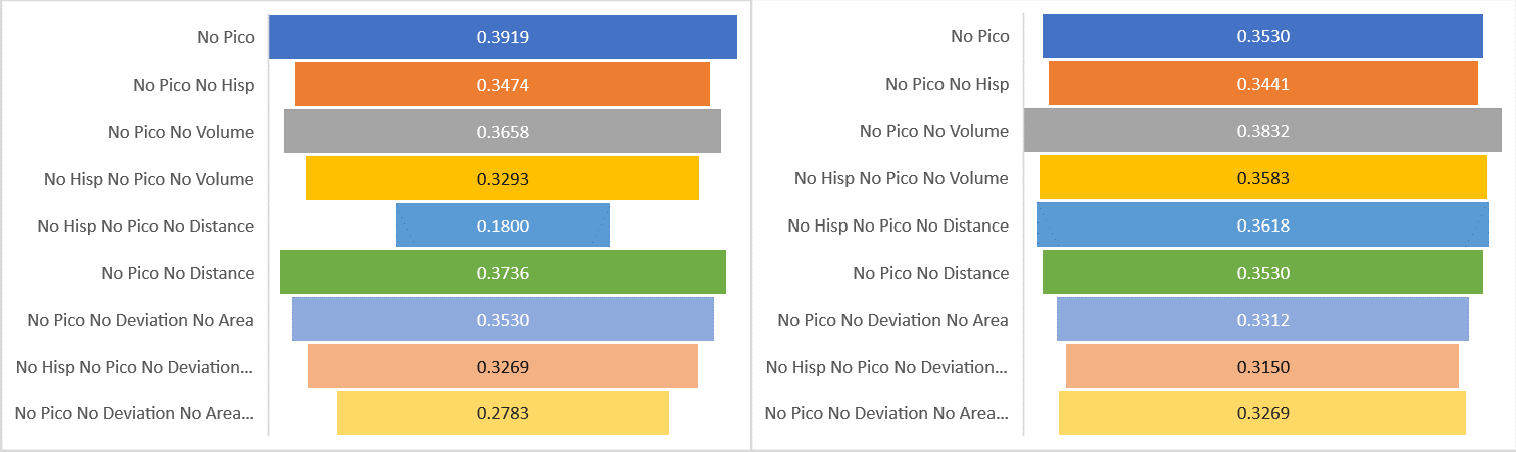 No Pico 0.3919
No Pico No Hisp 0.3474
No Pico No Volume 0.3658
No Hisp No Pico No Volume 0.3293
No Hisp No Pico No Distance 0.1800
No Pico No Distance 0.3736
No Pico No Deviation No Area 0.3530
No Hisp No Pico No Deviation... 0.3269
No Pico No Deviation No Area... 0.2783
No Pico 0.3530
No Pico No Hisp 0.3441
No Pico No Volume 0.3832
No Hisp No Pico No Volume 0.3583
No Hisp No Pico No Distance 0.3618
No Pico No Distance 0.3530
No Pico No Deviation No Area 0.3312
No Hisp No Pico No Deviation... 0.3150
No Pico No Deviation No Area... 0.3269